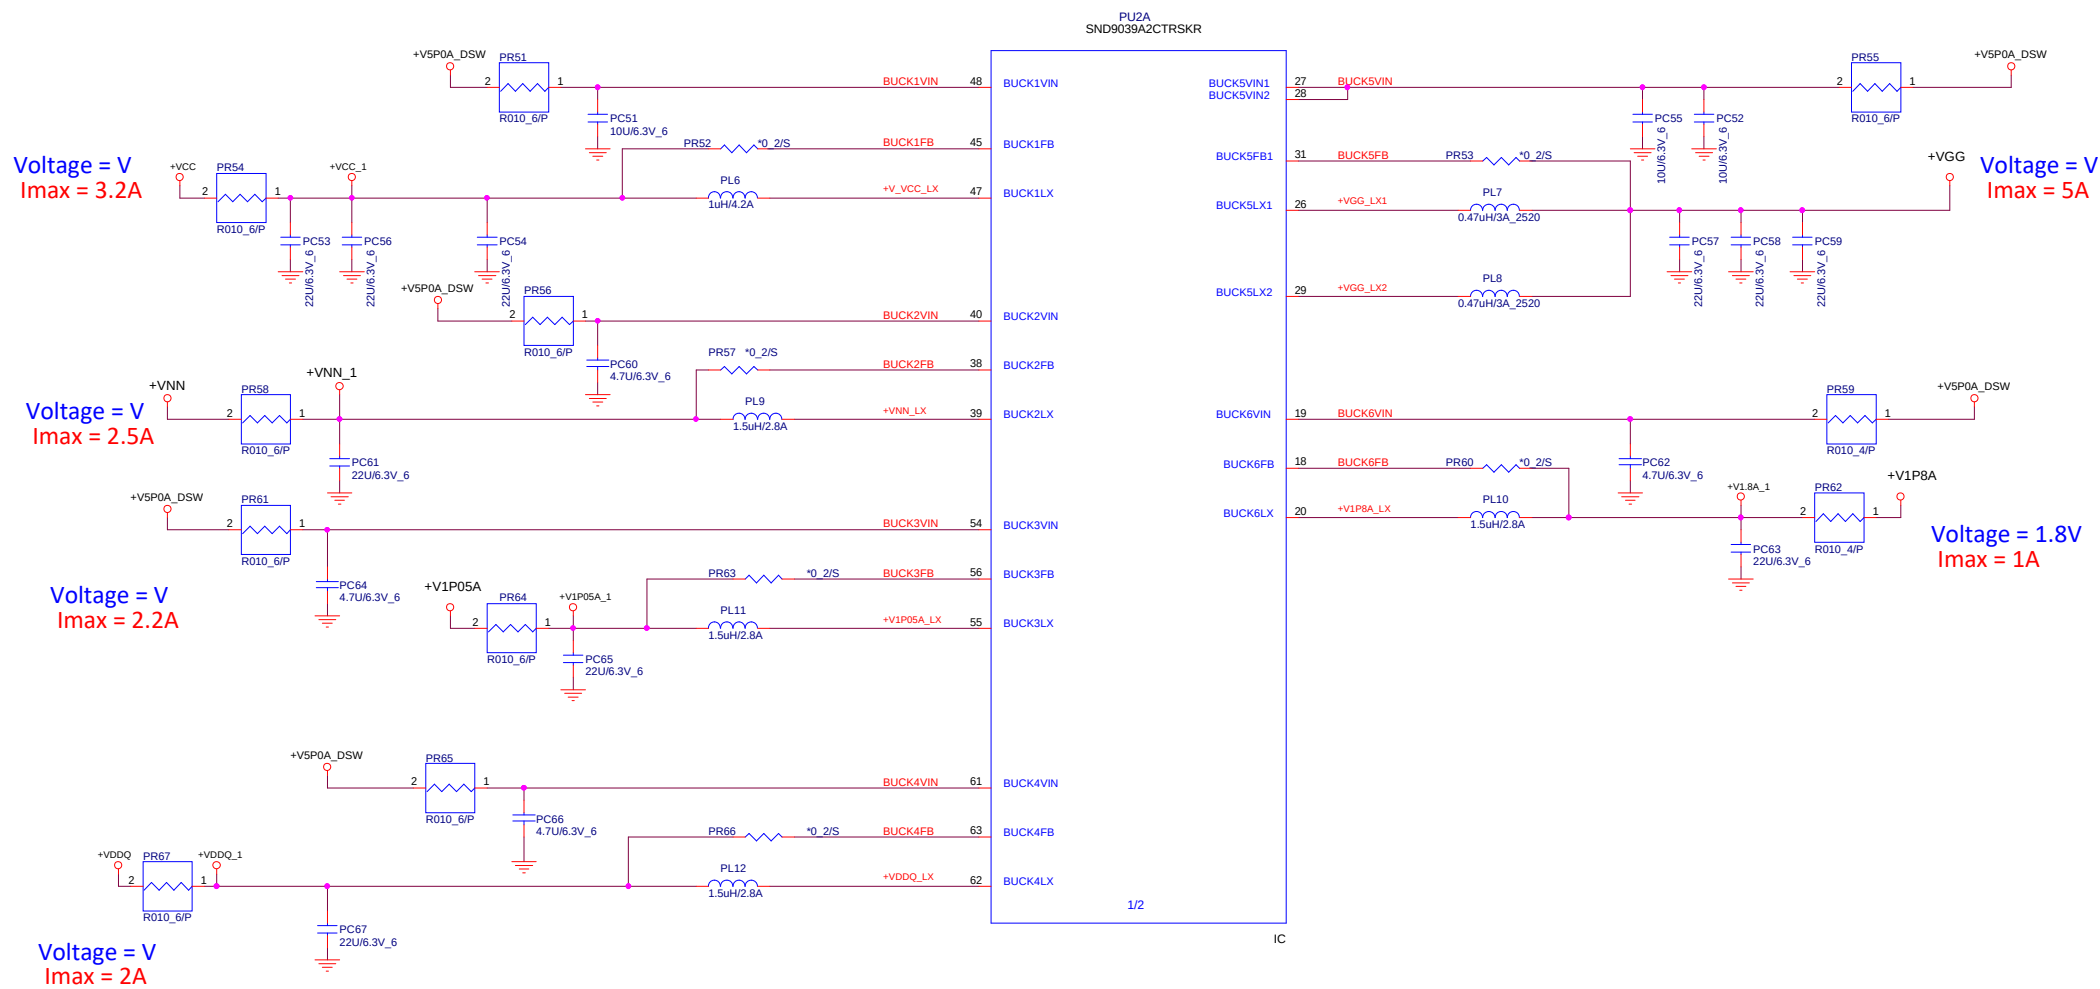 PU2A
SND9039A2CTRSKR
+V5P0A_DSW
PR51
2
1
R010_6/P
BUCK1VIN
48
BUCK1VIN
PC51
10U/6.3V_6
PR52
*0_2/S
BUCK1FB
45
BUCK1FB
Voltage = V
Imax = 3.2A
+VCC
PR54
2
1
R010_6/P
+VCC_1
PL6
1uH/4.2A
+V_VCC_LX
47
BUCK1LX
PC53
22U/6.3V_6
PC56
22U/6.3V_6
PC54
22U/6.3V_6
+V5P0A_DSW
PR56
2
1
R010_6/P
BUCK2VIN
40
BUCK2VIN
PC60
4.7U/6.3V_6
PR57
*0_2/S
BUCK2FB
38
BUCK2FB
+VNN
PR58
2
1
R010_6/P
+VNN_1
Voltage = V
Imax = 2.5A
PL9
1.5uH/2.8A
+VNN_LX
39
BUCK2LX
PC61
22U/6.3V_6
+V5P0A_DSW
PR61
2
1
R010_6/P
BUCK3VIN
54
BUCK3VIN
PC64
4.7U/6.3V_6
Voltage = V
Imax = 2.2A
PR63
*0_2/S
BUCK3FB
56
BUCK3FB
+V1P05A
PR64
2
1
R010_6/P
+V1P05A_1
PL11
1.5uH/2.8A
+V1P05A_LX
55
BUCK3LX
PC65
22U/6.3V_6
+V5P0A_DSW
PR65
2
1
R010_6/P
BUCK4VIN
61
BUCK4VIN
PC66
4.7U/6.3V_6
PR66
*0_2/S
BUCK4FB
63
BUCK4FB
+VDDQ
PR67
2
1
R010_6/P
+VDDQ_1
PL12
1.5uH/2.8A
+VDDQ_LX
62
BUCK4LX
PC67
22U/6.3V_6
Voltage = V
Imax = 2A
1/2
IC
BUCK5VIN1
27
BUCK5VIN
BUCK5VIN2
28
PC55
10U/6.3V_6
PC52
10U/6.3V_6
PR55
2
1
R010_6/P
+V5P0A_DSW
BUCK5FB1
31
BUCK5FB
PR53
*0_2/S
+VGG
Voltage = V
Imax = 5A
BUCK5LX1
26
+VGG_LX1
PL7
0.47uH/3A_2520
PC57
22U/6.3V_6
PC58
22U/6.3V_6
PC59
22U/6.3V_6
BUCK5LX2
29
+VGG_LX2
PL8
0.47uH/3A_2520
BUCK6VIN
19
BUCK6VIN
PR59
2
1
R010_4/P
+V5P0A_DSW
PC62
4.7U/6.3V_6
BUCK6FB
18
BUCK6FB
PR60
*0_2/S
BUCK6LX
20
+V1P8A_LX
PL10
1.5uH/2.8A
+V1.8A_1
PR62
2
1
R010_4/P
+V1P8A
PC63
22U/6.3V_6
Voltage = 1.8V
Imax = 1A